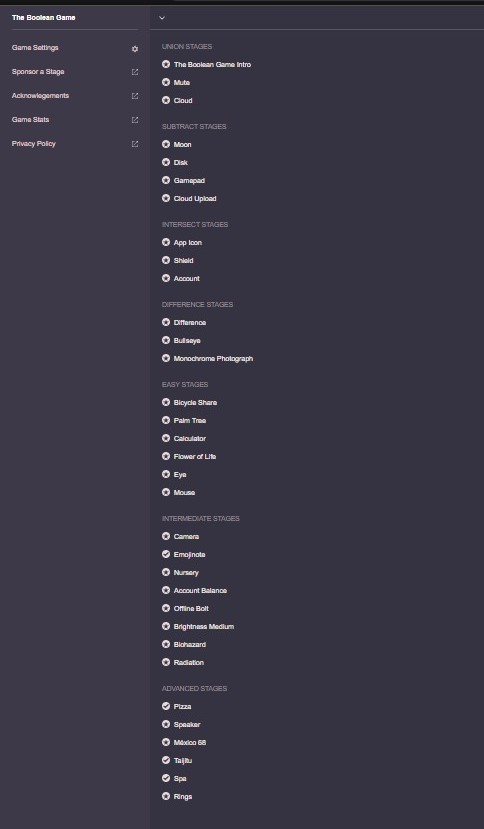 The Boolean Game
Game Settings
Sponsor a Stage
Acknowlegements
Game Stats
Privacy Policy
UNION STAGES
The Boolean Game Intro
Mute
Cloud
SUBTRACT STAGES
Moon
Disk
Gamepad
Cloud Upload
INTERSECT STAGES
App Icon
Shield
Account
DIFFERENCE STAGES
Difference
Bullseye
Monochrome Photograph
EASY STAGES
Bicycle Share
Palm Tree
Calculator
Flower of Life
Eye
Mouse
INTERMEDIATE STAGES
Camera
Emojinota
Nursery
Account Balance
Offline Bolt
Brightness Medium
Biohazard
Radiation
ADVANCED STAGES
Pizza
Speaker
México 68
Taijitu
Spa
Rings